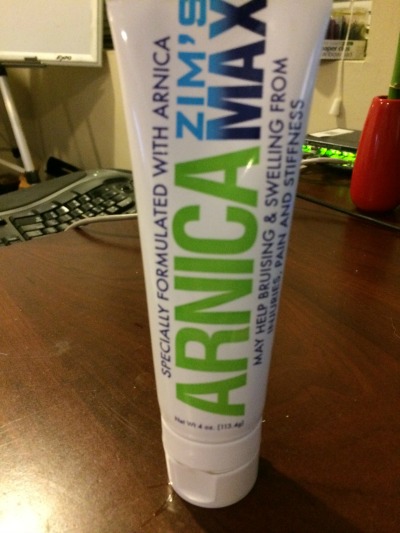 ZIM'S
MAX
ARNICA
SPECIALLY FORMULATED WITH ARNICA
MAY HELP BRUISING & SWELLING FROM
INJURIES, PAIN AND STIFFNESS
Net Wt 4 oz. (113.4g)